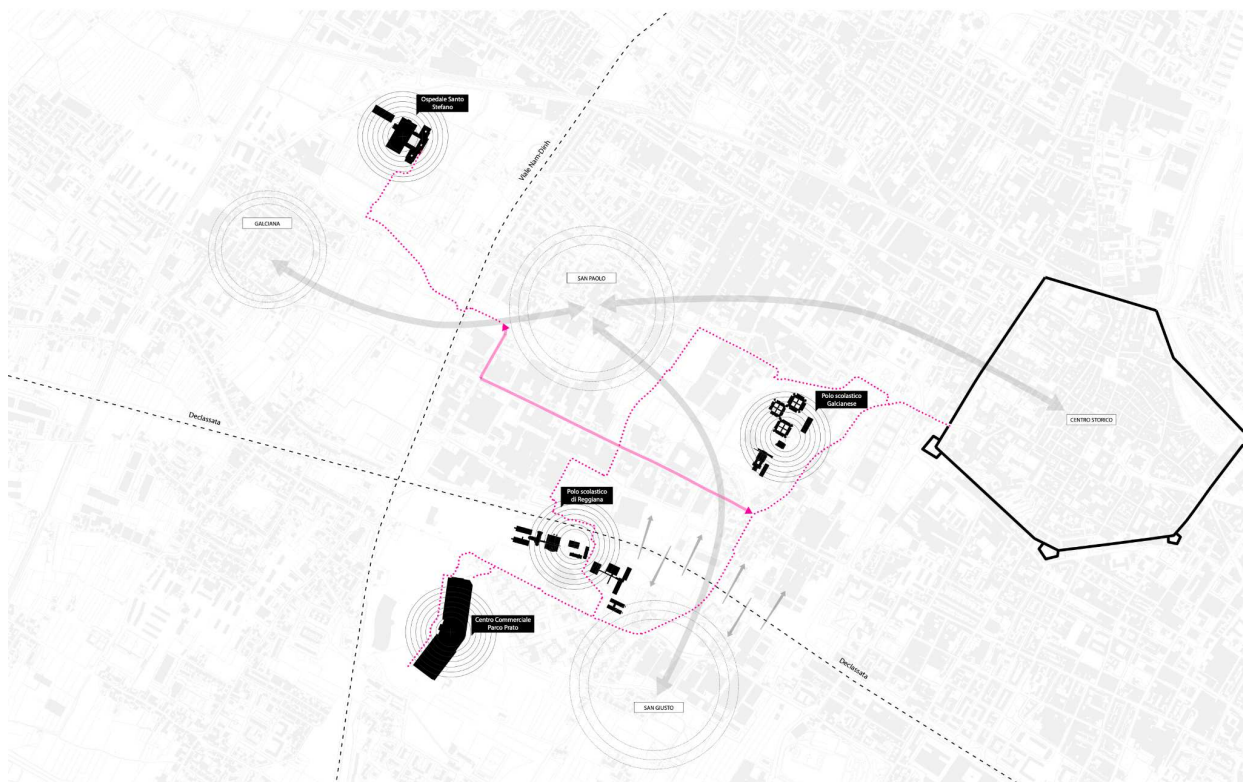 Ospedale Santo
Stefano
Viale Nam-Dinh
GALCIANA
SAN PAOLO
Declassata
Polo scolastico
Galcianese
CENTRO STORICO
Polo scolastico
di Reggiana
Centro Commerciale
Parco Prato
Declassata
SAN GIUSTO